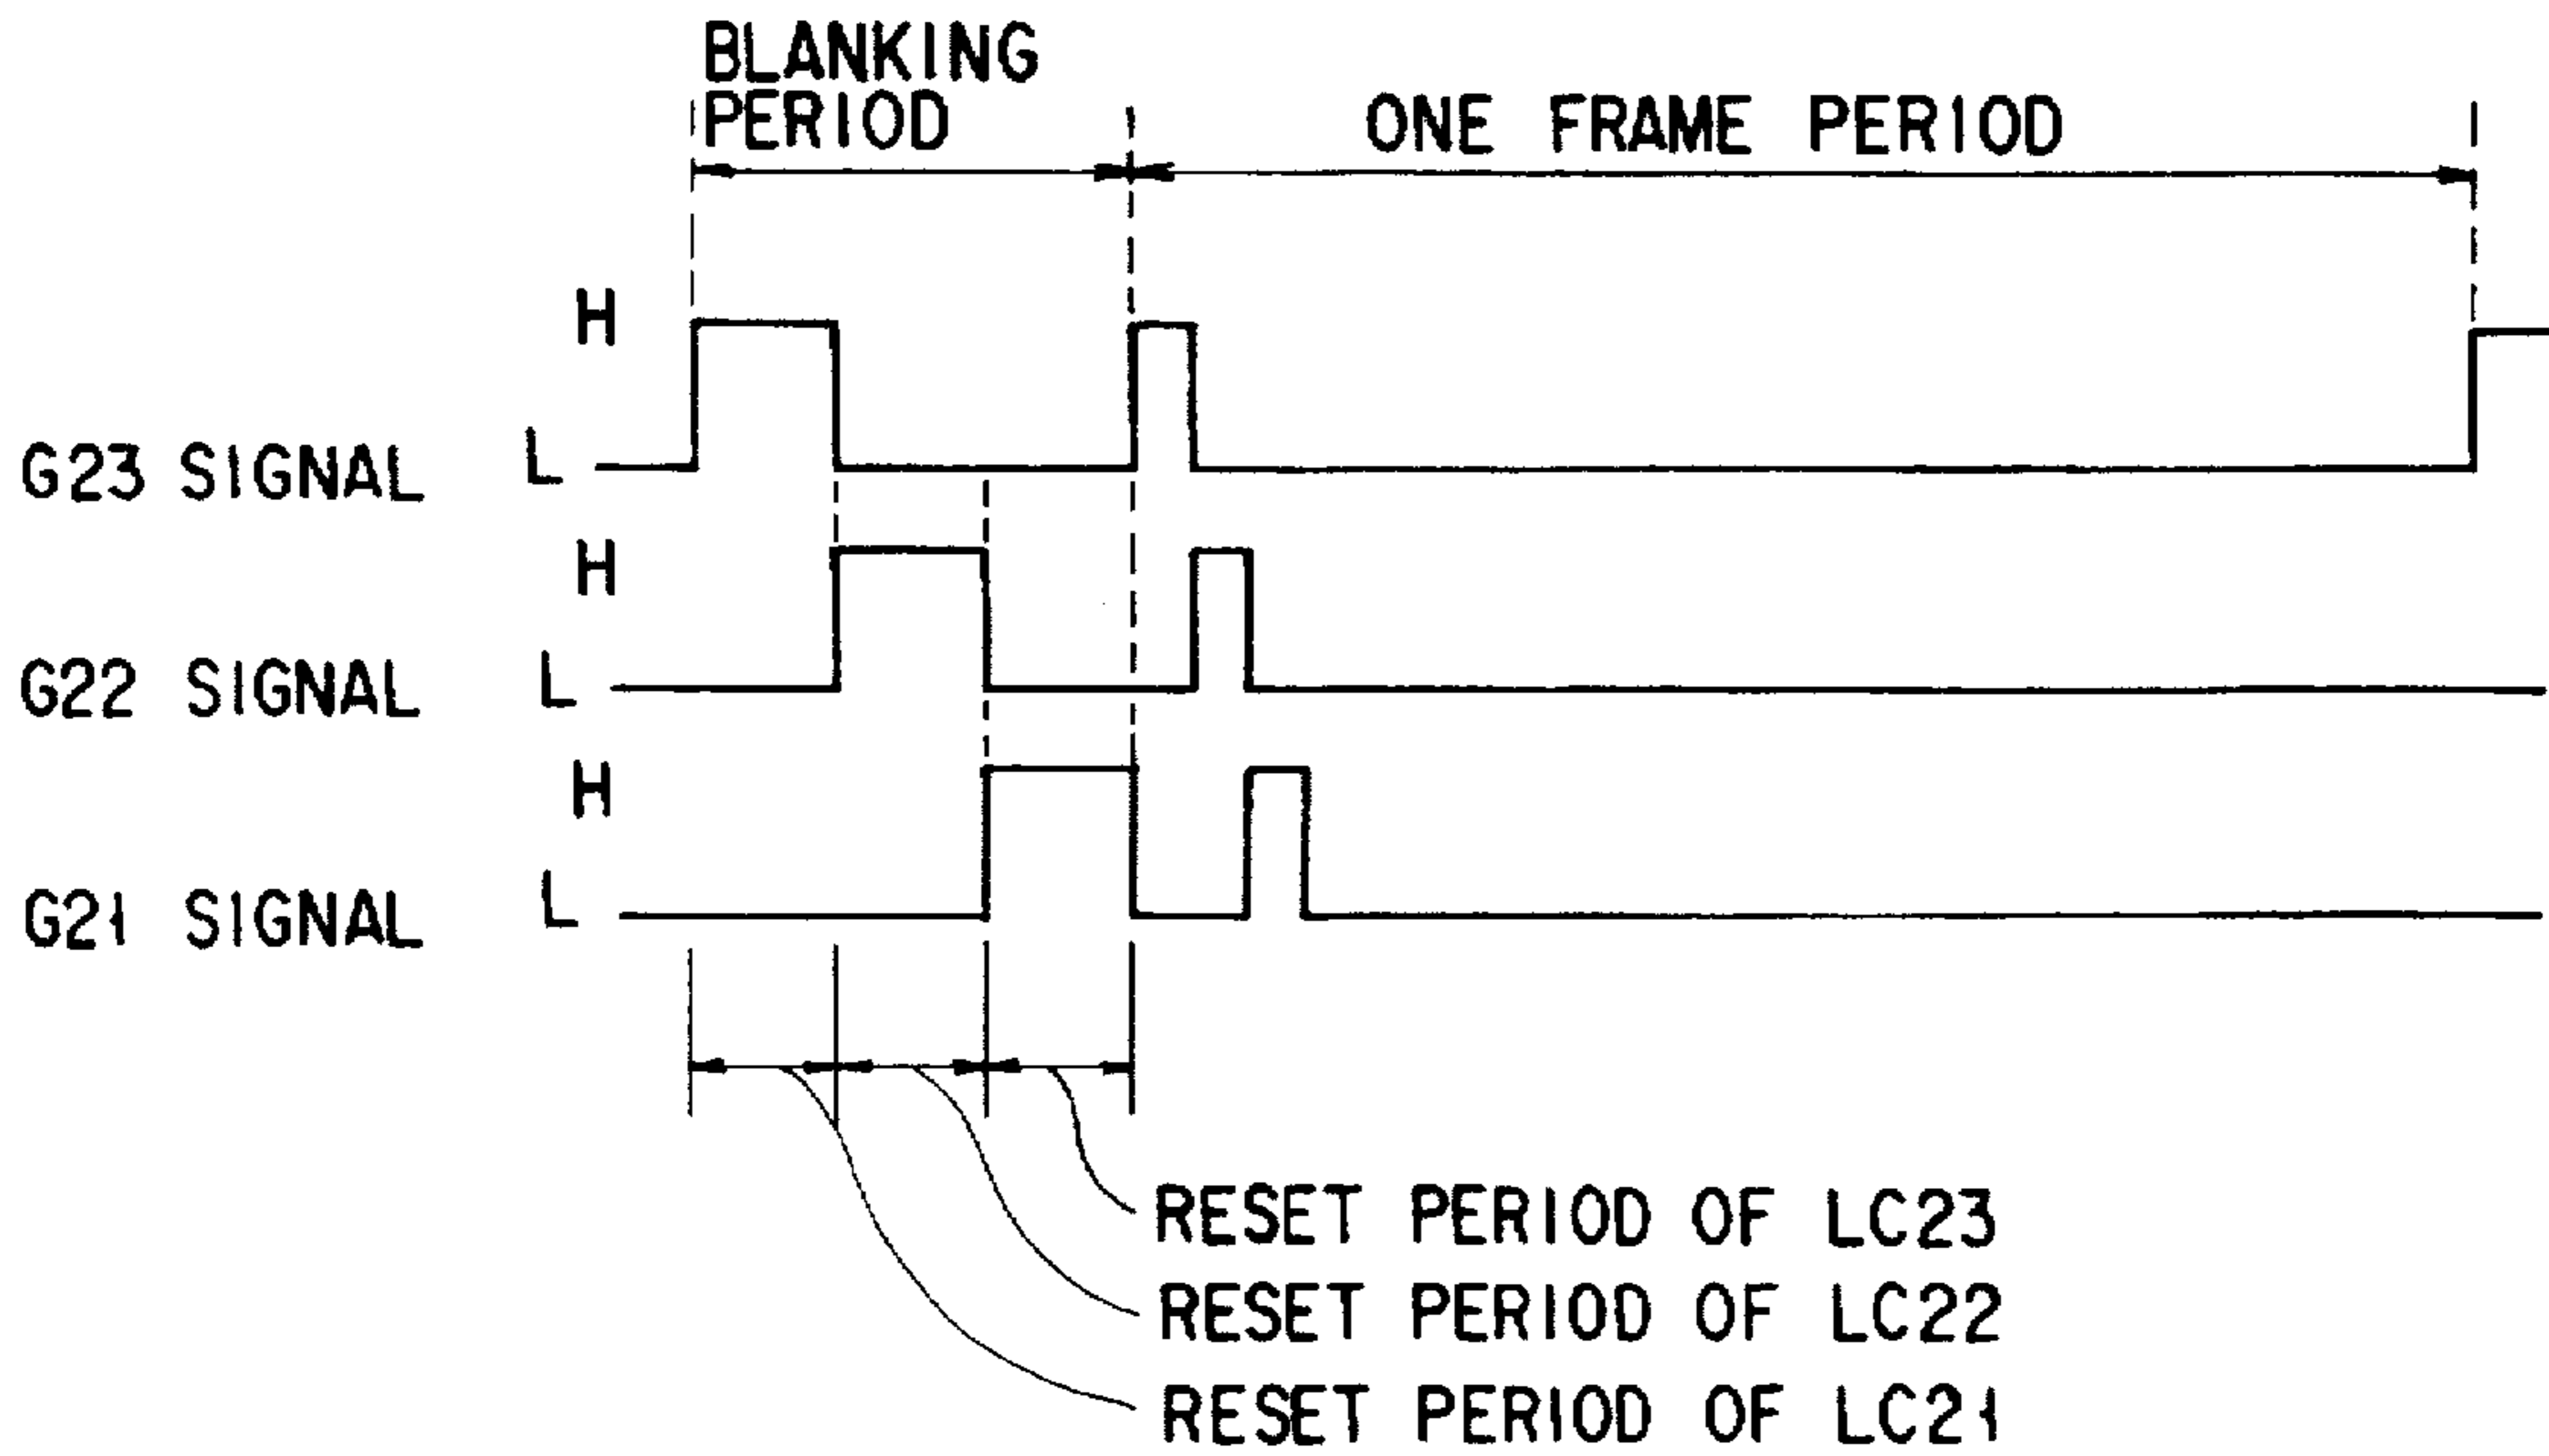 BLANKING
PERIOD
ONE FRAME PERIOD
H
G23 SIGNAL L
H
G22 SIGNAL L
H
G21 SIGNAL L
RESET PERIOD OF LC23
RESET PERIOD OF LC22
RESET PERIOD OF LC21